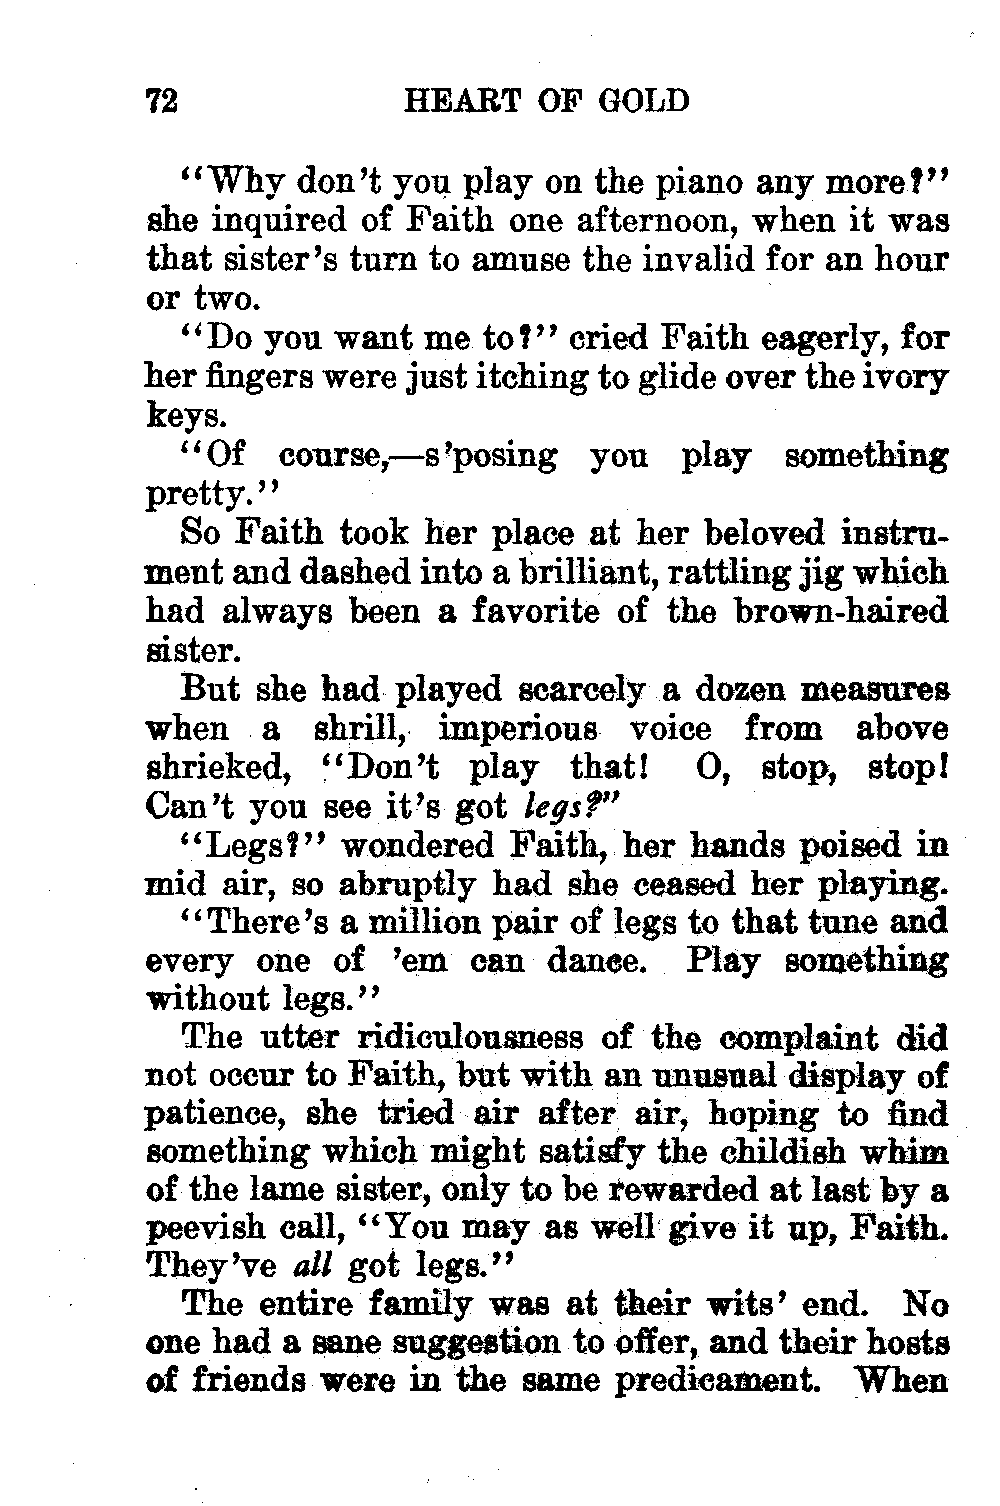 72 HEART OF GOLD
"Why don't you play on the piano any more?"
she inquired of Faith one afternoon, when it was
that sister's turn to amuse the invalid for an hour
or two.
"Do you want me to?" cried Faith eagerly, for
her fingers were just itching to glide over the ivory
keys.
"Of course,—s'posing you play something
pretty."
So Faith took her place at her beloved instru-
ment and dashed into a brilliant, rattling jig which
had always been a favorite of the brown-haired
sister.
But she had played scarcely a dozen measures
when a shrill, imperious voice from above
shrieked, "Don't play that! O, stop, stop!
Can't you see it's got legs?"
"Legs?" wondered Faith, her hands poised in
mid air, so abruptly had she ceased her playing.
"There's a million pair of legs to that tune and
every one of 'em can dance. Play something
without legs."
The utter ridiculousness of the complaint did
not occur to Faith, but with an unusual display of
patience, she tried air after air, hoping to find
something which might satisfy the childish whim
of the lame sister, only to be rewarded at last by a
peevish call, "You may as well give it up, Faith.
They've all got legs."
The entire family was at their wits' end. No
one had a sane suggestion to offer, and their hosts
of friends were in the same predicament. When